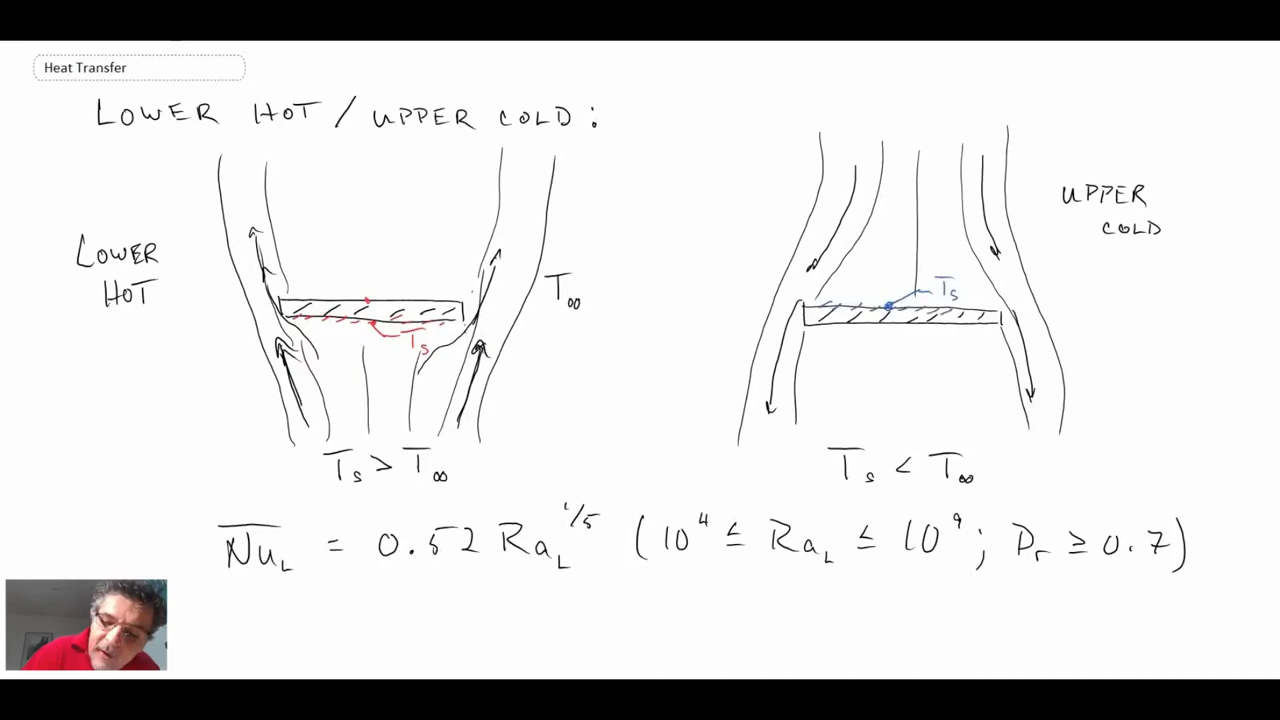 Heat Transfer
LOWER HOT / UPPER COLD :
LOWER
HOT
T∞
Ts
Ts > T∞
UPPER
COLD
Ts
Ts < T∞
N̅u̅L = 0.52 RaL^1/5 (10^4 ≤ RaL ≤ 10^9 ; Pr ≥ 0.7)